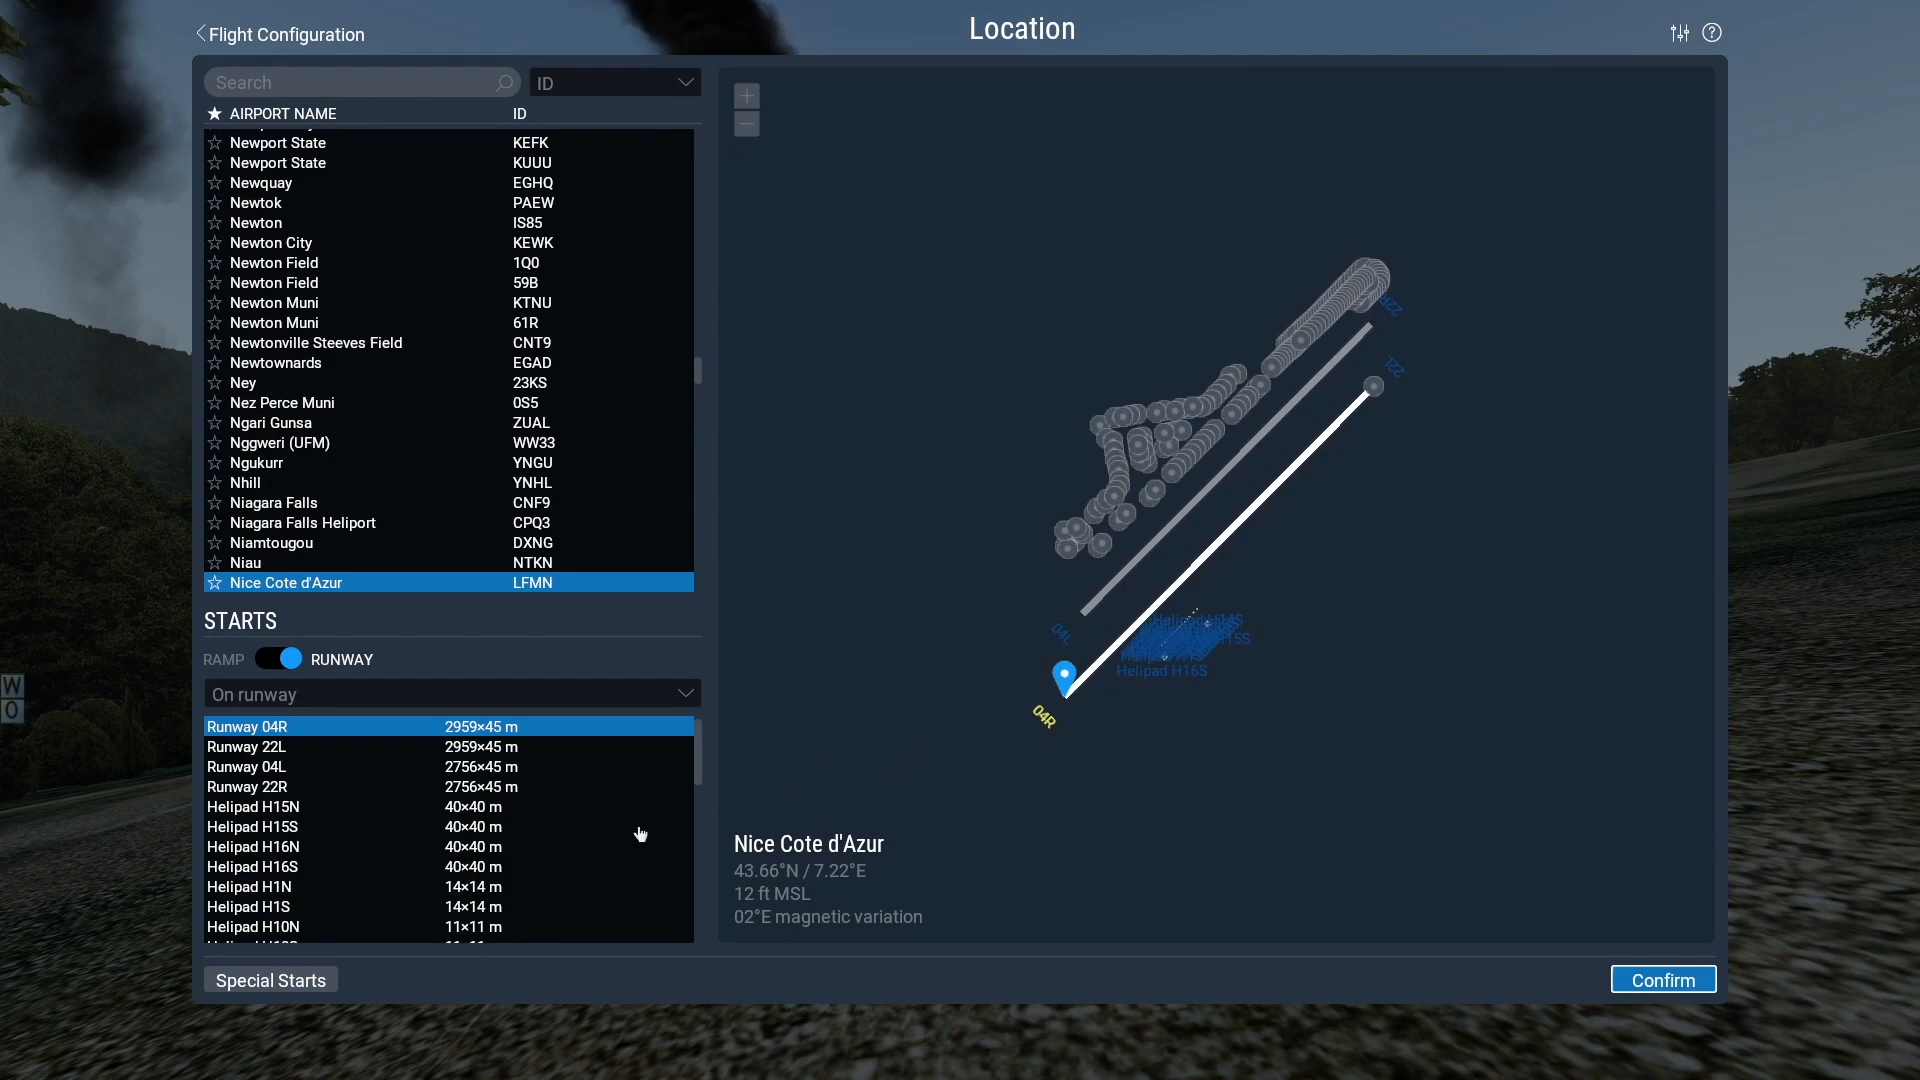 Flight Configuration
Location
Search
ID
AIRPORT NAME ID
Newport State KEFK
Newport State KUUU
Newquay EGHQ
Newtok PAEW
Newton IS85
Newton City KEWK
Newton Field 1Q0
Newton Field 59B
Newton Muni KTNU
Newton Muni 61R
Newtonville Steeves Field CNT9
Newtownards EGAD
Ney 23KS
Nez Perce Muni 0S5
Ngari Gunsa ZUAL
Nggweri (UFM) WW33
Ngukurr YNGU
Nhill YNHL
Niagara Falls CNF9
Niagara Falls Heliport CPQ3
Niamtougou DXNG
Niau NTKN
Nice Cote d'Azur LFMN
STARTS
RAMP RUNWAY
On runway
Runway 04R 2959×45 m
Runway 22L 2959×45 m
Runway 04L 2756×45 m
Runway 22R 2756×45 m
Helipad H15N 40×40 m
Helipad H15S 40×40 m
Helipad H16N 40×40 m
Helipad H16S 40×40 m
Helipad H1N 14×14 m
Helipad H1S 14×14 m
Helipad H10N 11×11 m
Special Starts
22R
22L
04L
04R
Helipad H14S
Helipad H16S
Nice Cote d'Azur
43.66°N / 7.22°E
12 ft MSL
02°E magnetic variation
Confirm
W
O